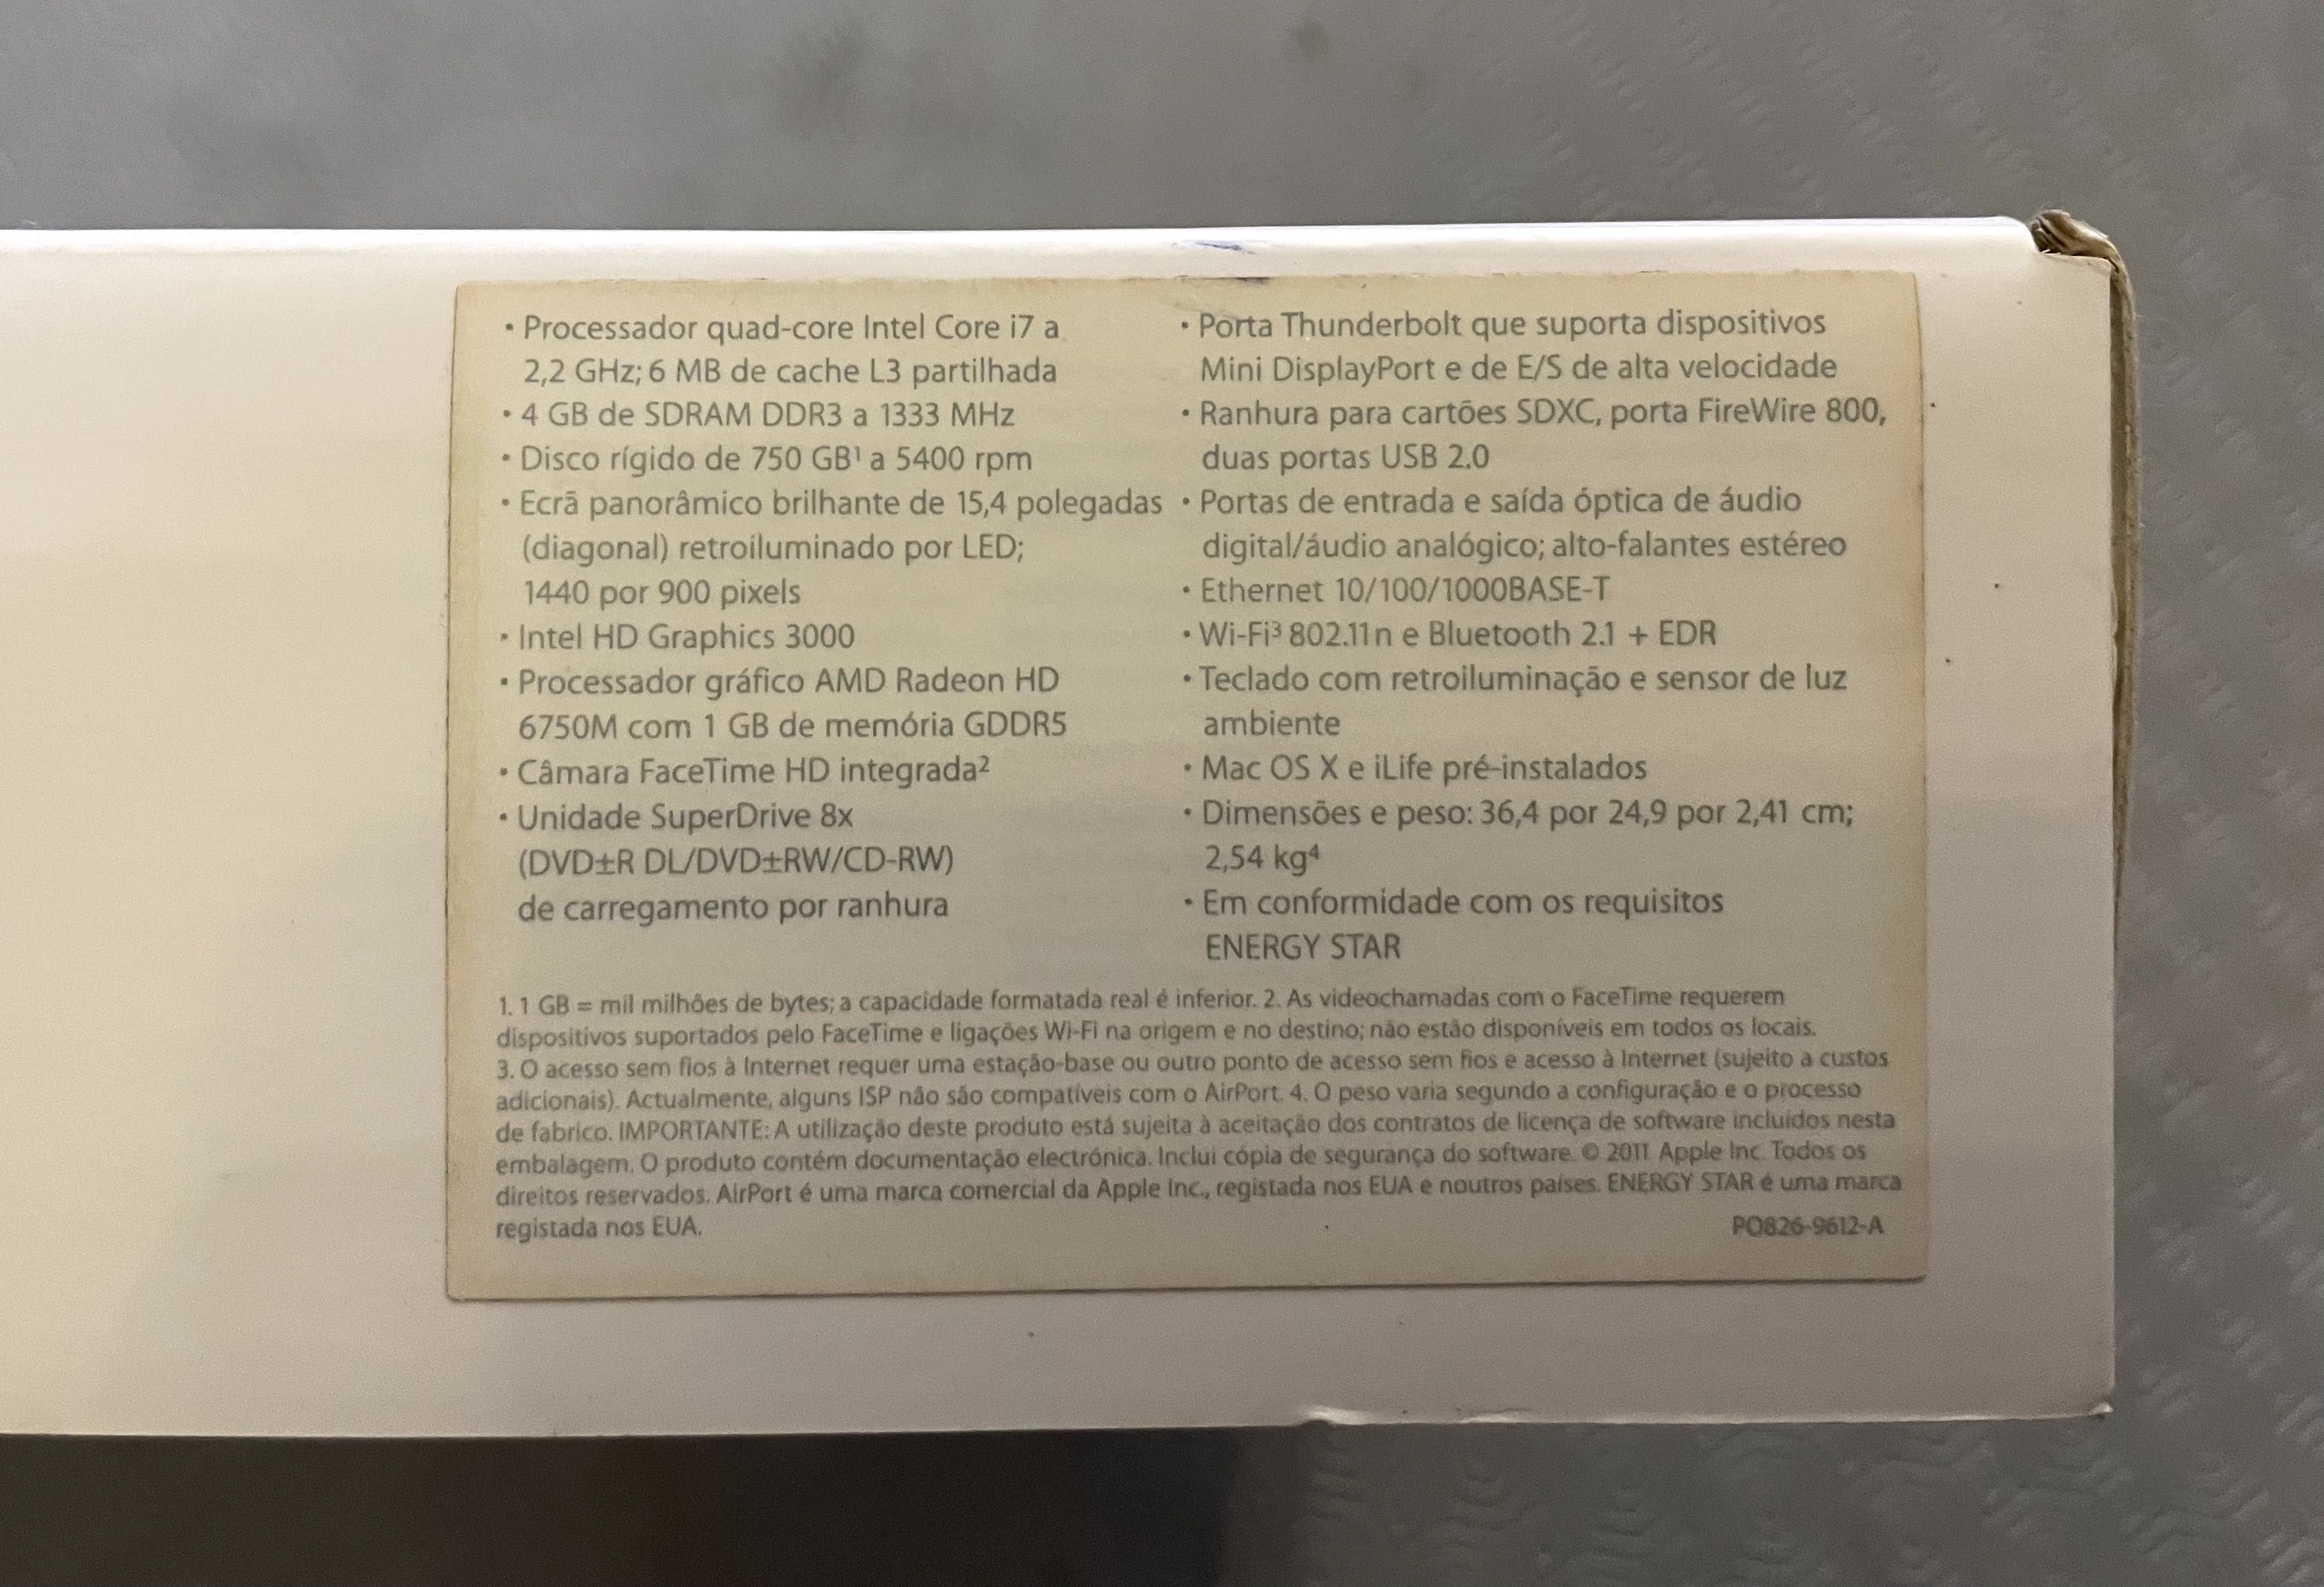 • Processador quad-core Intel Core i7 a
2,2 GHz; 6 MB de cache L3 partilhada
• 4 GB de SDRAM DDR3 a 1333 MHz
• Disco rígido de 750 GB¹ a 5400 rpm
• Ecrã panorâmico brilhante de 15,4 polegadas
(diagonal) retroiluminado por LED;
1440 por 900 pixels
• Intel HD Graphics 3000
• Processador gráfico AMD Radeon HD
6750M com 1 GB de memória GDDR5
• Câmara FaceTime HD integrada²
• Unidade SuperDrive 8x
(DVD±R DL/DVD±RW/CD-RW)
de carregamento por ranhura
• Porta Thunderbolt que suporta dispositivos
Mini DisplayPort e de E/S de alta velocidade
• Ranhura para cartões SDXC, porta FireWire 800,
duas portas USB 2.0
• Portas de entrada e saída óptica de áudio
digital/áudio analógico; alto-falantes estéreo
• Ethernet 10/100/1000BASE-T
• Wi-Fi³ 802.11n e Bluetooth 2.1 + EDR
• Teclado com retroiluminação e sensor de luz
ambiente
• Mac OS X e iLife pré-instalados
• Dimensões e peso: 36,4 por 24,9 por 2,41 cm;
2,54 kg⁴
• Em conformidade com os requisitos
ENERGY STAR
1. 1 GB = mil milhões de bytes; a capacidade formatada real é inferior. 2. As videochamadas com o FaceTime requerem
dispositivos suportados pelo FaceTime e ligações Wi-Fi na origem e no destino; não estão disponíveis em todos os locais.
3. O acesso sem fios à Internet requer uma estação-base ou outro ponto de acesso sem fios e acesso à Internet (sujeito a custos
adicionais). Actualmente, alguns ISP não são compatíveis com o AirPort. 4. O peso varia segundo a configuração e o processo
de fabrico. IMPORTANTE: A utilização deste produto está sujeita à aceitação dos contratos de licença de software incluídos nesta
embalagem. O produto contém documentação electrónica. Inclui cópia de segurança do software. © 2011 Apple Inc. Todos os
direitos reservados. AirPort é uma marca comercial da Apple Inc., registada nos EUA e noutros países. ENERGY STAR é uma marca
registada nos EUA.
PO826-9612-A